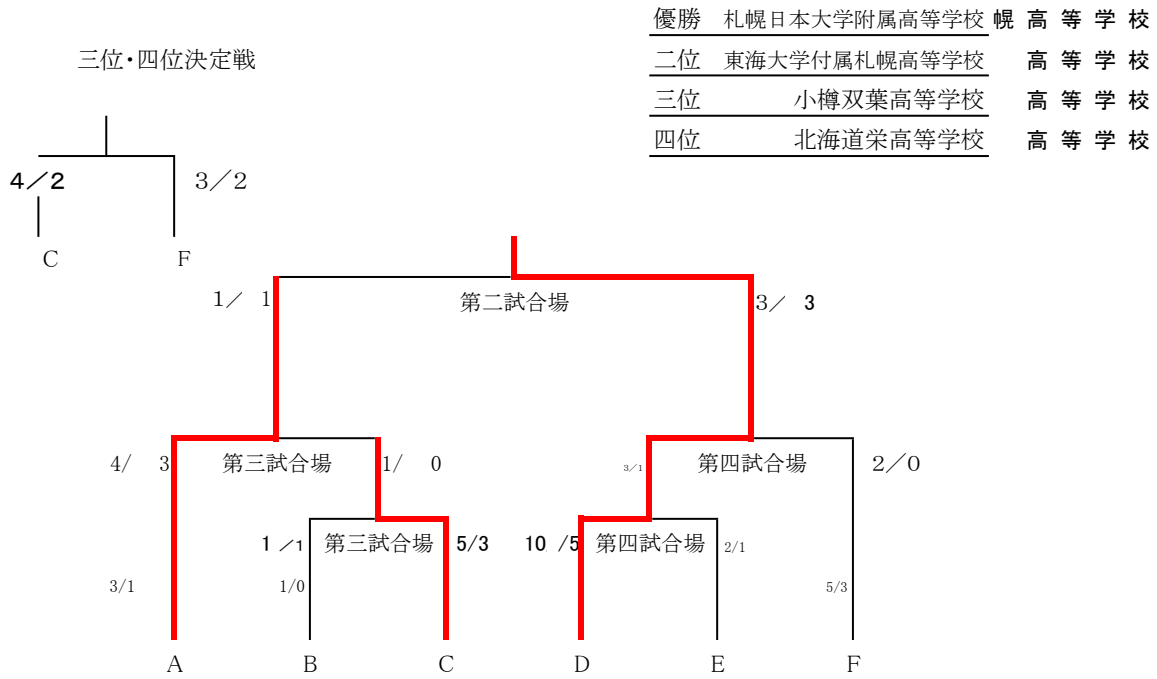 優勝 札幌日本大学附属高等学校 幌高等学校
二位 東海大学付属札幌高等学校 高等学校
三位 小樽双葉高等学校 高等学校
四位 北海道栄高等学校 高等学校
三位・四位決定戦
4／2 3／2
C F
1／ 1 第二試合場 3／ 3
4/ 3 第三試合場 1/ 0 3/1 第四試合場 2／0
1 ／1 第三試合場 5/3 10 /5 第四試合場 2/1
3/1 1/0 5/3
A B C D E F